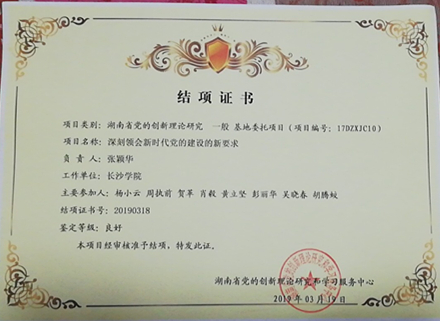 结项证书
项目类别：湖南省党的创新理论研究 一般 基地委托项目（项目编号：17DZXJC10）
项目名称：深刻领会新时代党的建设的新要求
负 责 人：张颖华
工作单位：长沙学院
主要参加人：杨小云 周执前 贺革 肖毅 黄立坚 彭丽华 吴晓春 胡腾蛟
结项证书号：20190318
鉴定等级：良好
本项目经审核准予结项，特发此证。
湖南省党的创新理论研究和学习服务中心
2019年03月19日